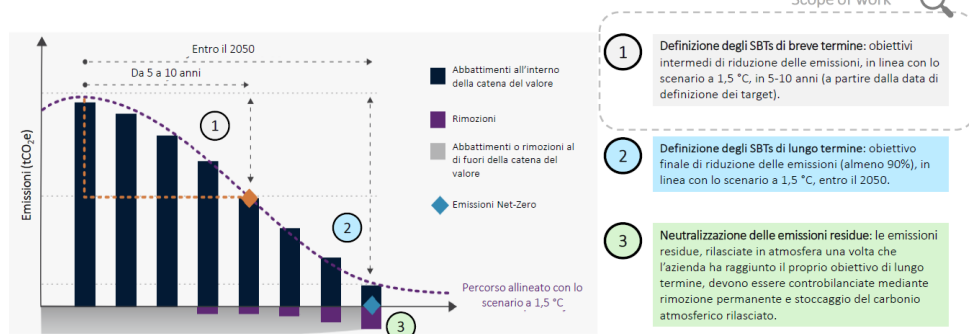 Scope of work
Entro il 2050
Da 5 a 10 anni
Emissioni (tCO₂e)
1
2
3
Abbattimenti all'interno
della catena del valore
Rimozioni
Abbattimenti o rimozioni al
di fuori della catena del
valore
Emissioni Net-Zero
Percorso allineato con lo
scenario a 1,5 °C
1
Definizione degli SBTs di breve termine: obiettivi
intermedi di riduzione delle emissioni, in linea con lo
scenario a 1,5 °C, in 5-10 anni (a partire dalla data di
definizione dei target).
2
Definizione degli SBTs di lungo termine: obiettivo
finale di riduzione delle emissioni (almeno 90%), in
linea con lo scenario a 1,5 °C, entro il 2050.
3
Neutralizzazione delle emissioni residue: le emissioni
residue, rilasciate in atmosfera una volta che
l'azienda ha raggiunto il proprio obiettivo di lungo
termine, devono essere controbilanciate mediante
rimozione permanente e stoccaggio del carbonio
atmosferico rilasciato.